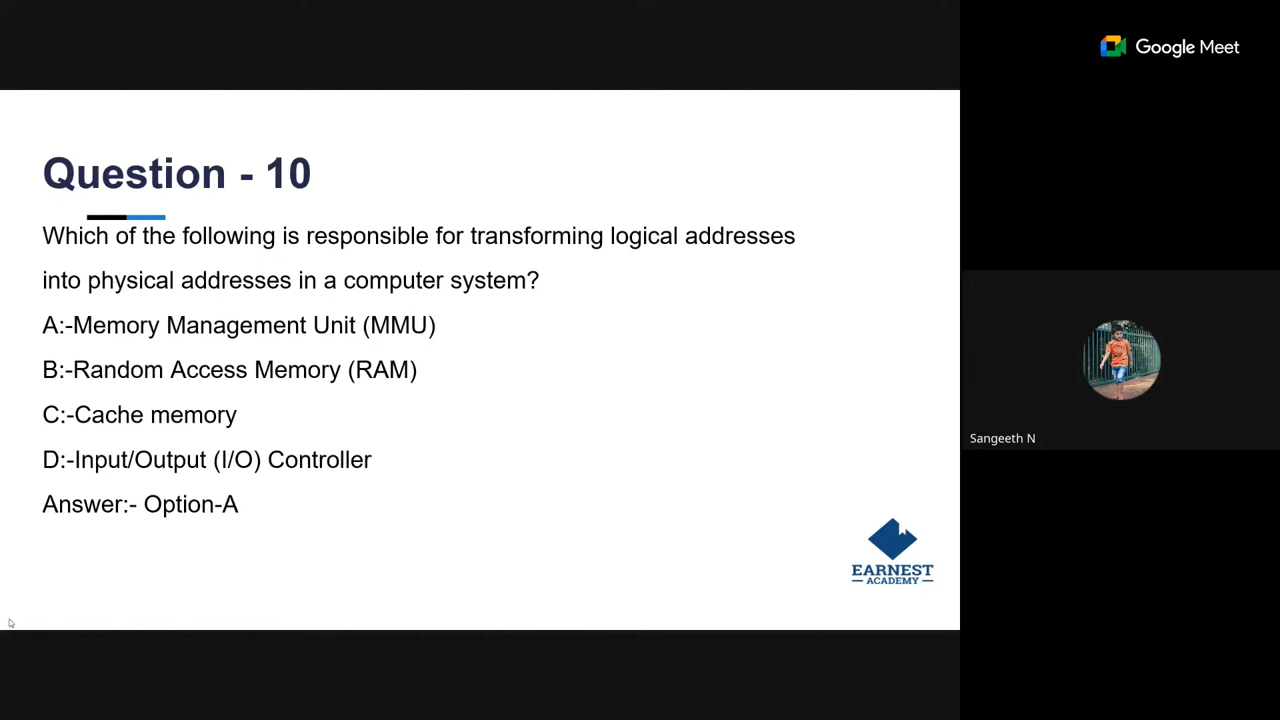 Google Meet
Question - 10
Which of the following is responsible for transforming logical addresses
into physical addresses in a computer system?
A:-Memory Management Unit (MMU)
B:-Random Access Memory (RAM)
C:-Cache memory
D:-Input/Output (I/O) Controller
Answer:- Option-A
EARNEST
ACADEMY
Sangeeth N